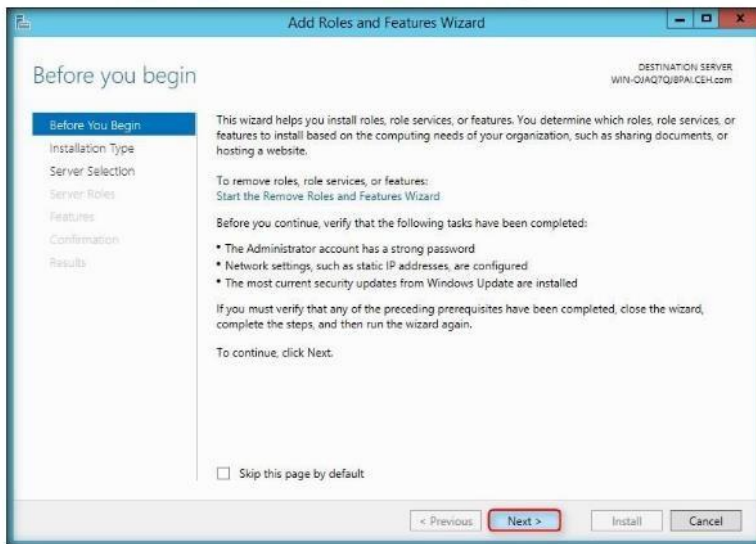 Add Roles and Features Wizard
Before you begin
DESTINATION SERVER
WIN-OJAQ7QJ8PAI.CEH.com
Before You Begin
Installation Type
Server Selection
Server Roles
Features
Confirmation
Results
This wizard helps you install roles, role services, or features. You determine which roles, role services, or
features to install based on the computing needs of your organization, such as sharing documents, or
hosting a website.
To remove roles, role services, or features:
Start the Remove Roles and Features Wizard
Before you continue, verify that the following tasks have been completed:
• The Administrator account has a strong password
• Network settings, such as static IP addresses, are configured
• The most current security updates from Windows Update are installed
If you must verify that any of the preceding prerequisites have been completed, close the wizard,
complete the steps, and then run the wizard again.
To continue, click Next.
Skip this page by default
< Previous Next > Install Cancel